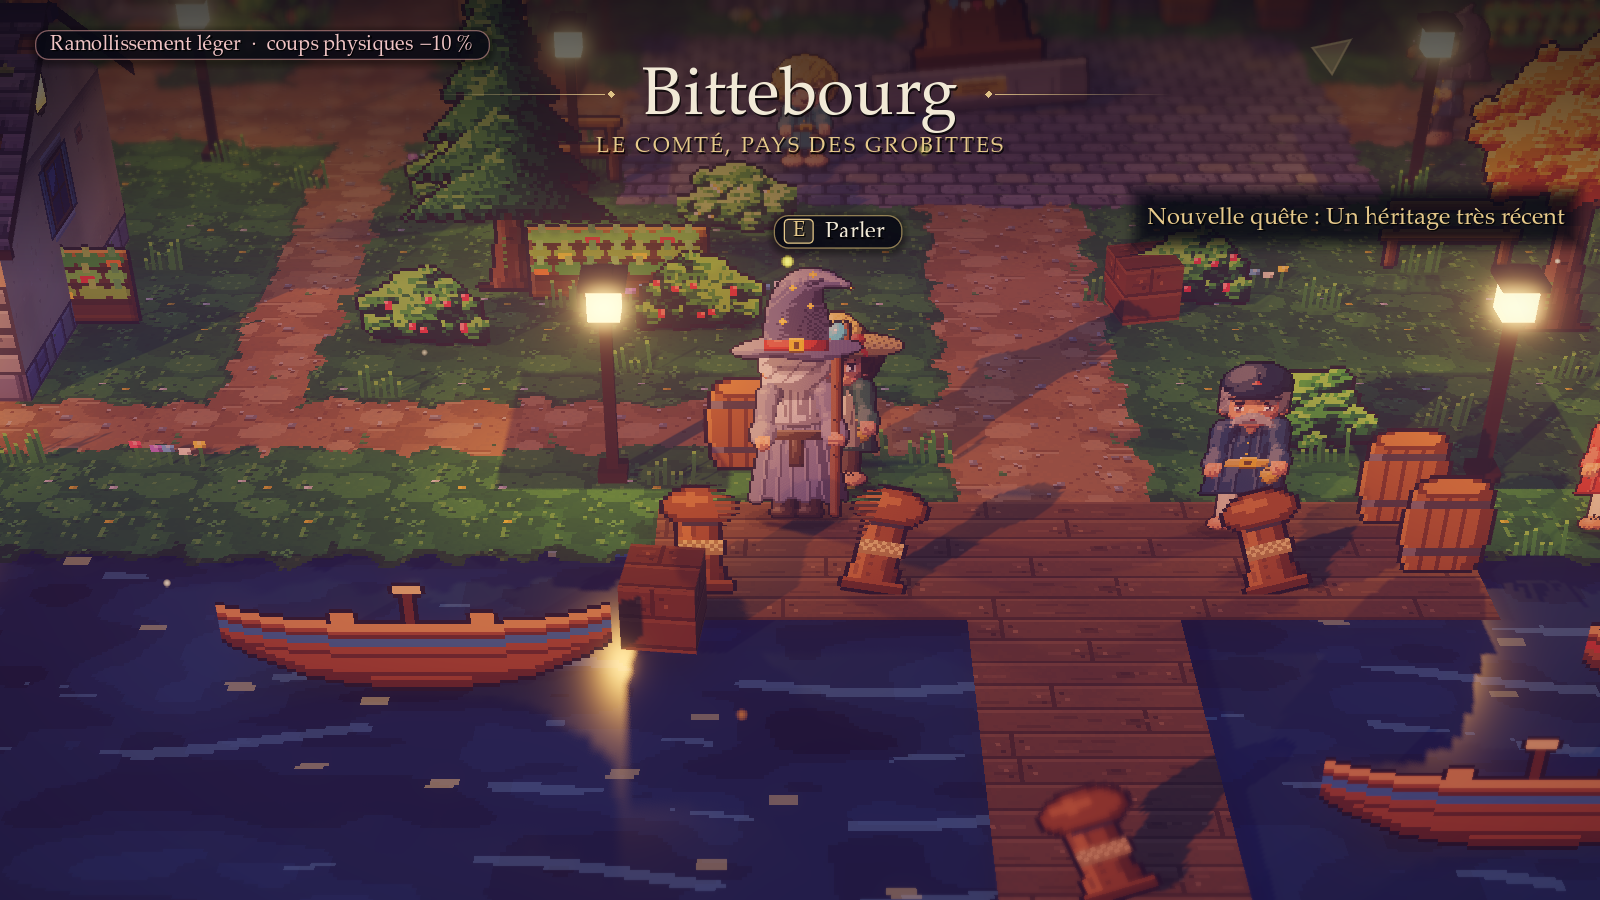 Ramollissement léger · coups physiques −10 %
Bittebourg
LE COMTÉ, PAYS DES GROBITTES
Nouvelle quête : Un héritage très récent
E Parler